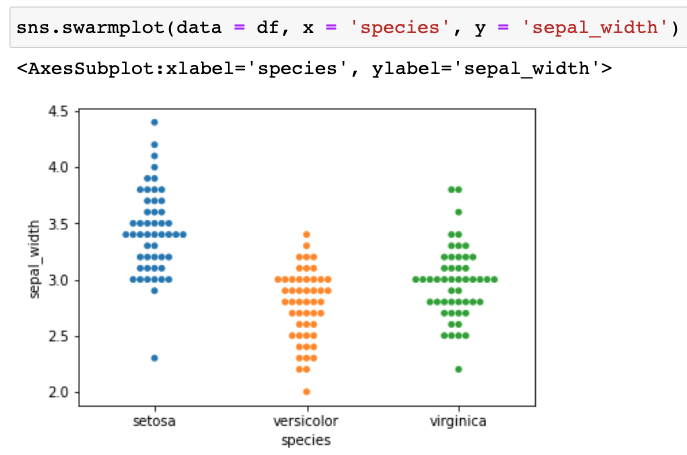 sns.swarmplot(data = df, x = 'species', y = 'sepal_width')
<AxesSubplot:xlabel='species', ylabel='sepal_width'>
4.5
4.0
3.5
3.0
2.5
2.0
sepal_width
setosa versicolor virginica
species